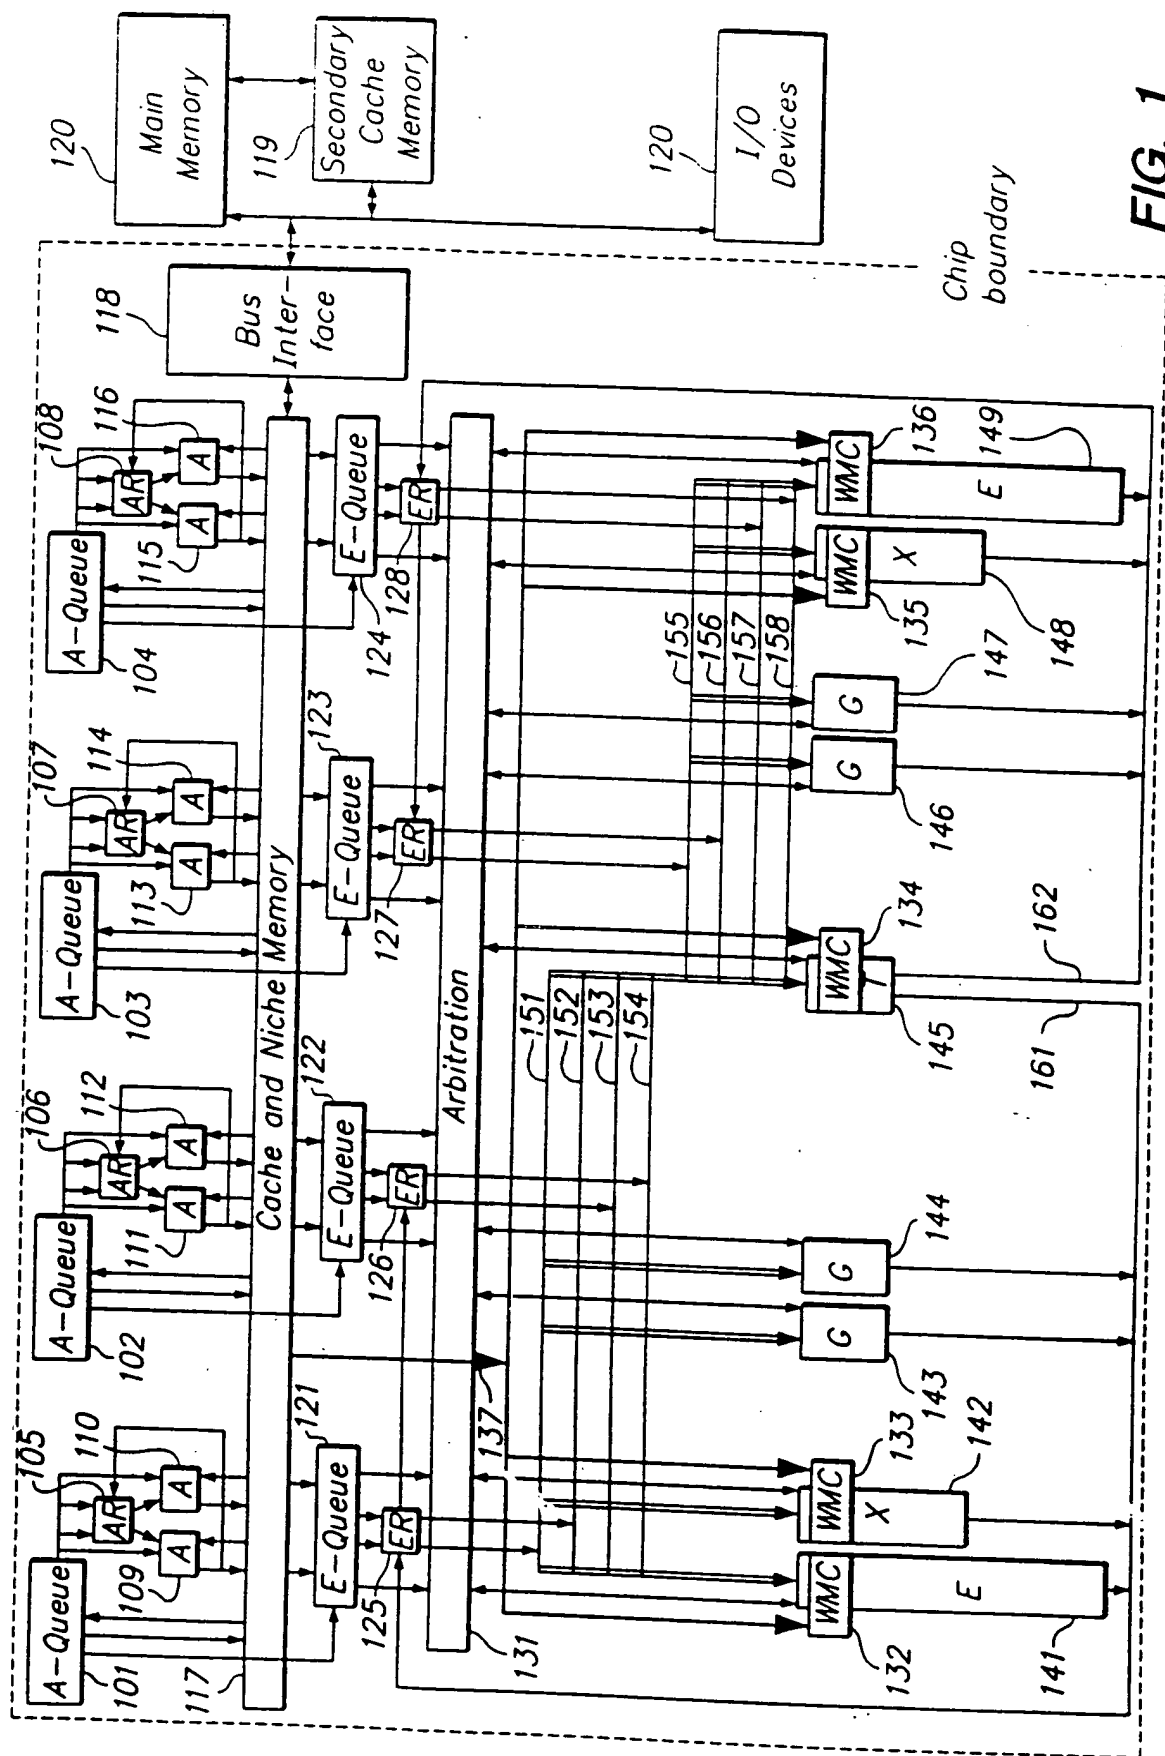 120
Main
Memory
119
Secondary
Cache
Memory
120
I/O
Devices
FIG. 1
Chip
boundary
118
Bus
Inter-
face
101
A-Queue
105
AR
109
A
110
A
102
A-Queue
106
AR
111
A
112
A
103
A-Queue
107
AR
113
A
114
A
104
A-Queue
108
AR
115
A
116
A
117
Cache and Niche Memory
121
E-Queue
125
ER
122
E-Queue
126
ER
123
E-Queue
127
ER
124
E-Queue
128
ER
131
Arbitration
137
151
152
153
154
155
156
157
158
132
WMC
E
141
133
WMC
X
142
G
143
G
144
134
WMC
T
145
161
162
G
146
G
147
135
WMC
X
148
136
WMC
E
149